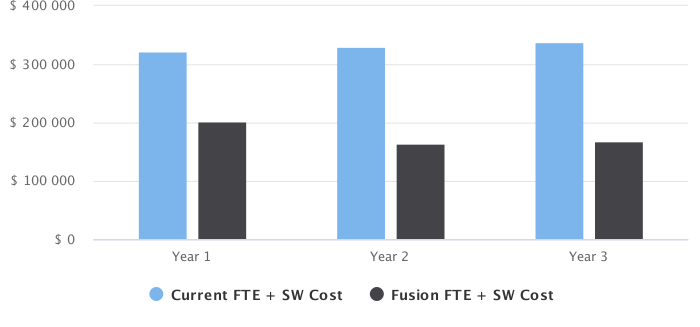 $ 400 000
$ 300 000
$ 200 000
$ 100 000
$ 0
Year 1 Year 2 Year 3
Current FTE + SW Cost Fusion FTE + SW Cost